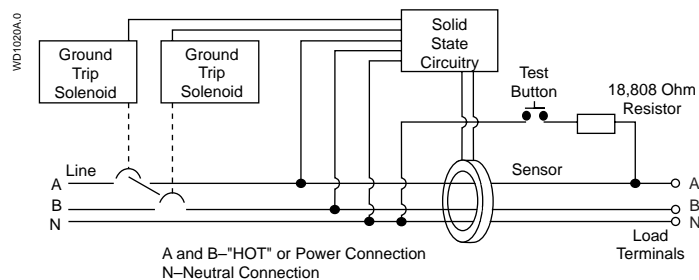 WD1020A.0
Ground
Trip
Solenoid
Ground
Trip
Solenoid
Solid
State
Circuitry
Test
Button
18,808 Ohm
Resistor
Line
Sensor
A
A
B
B
N
N
Load
Terminals
A and B–"HOT" or Power Connection
N–Neutral Connection